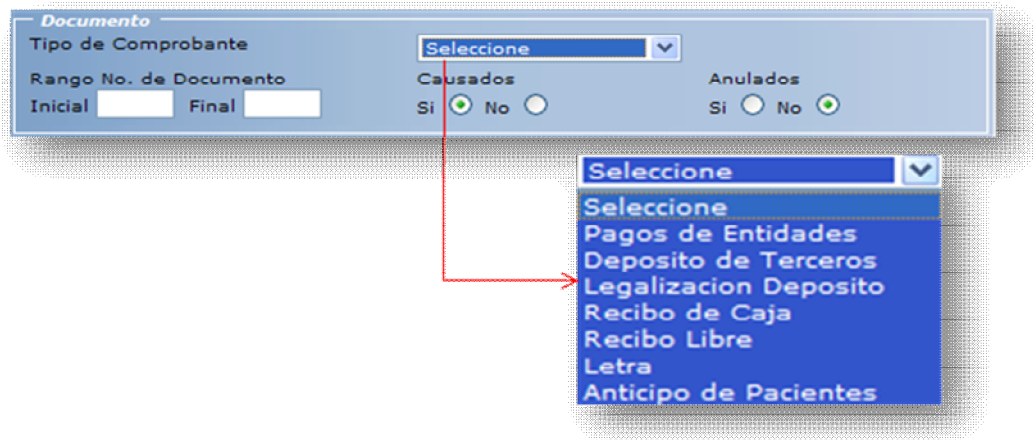 Documento
Tipo de Comprobante Seleccione
Rango No. de Documento Causados Anulados
Inicial Final Si No Si No
Seleccione
Seleccione
Pagos de Entidades
Deposito de Terceros
Legalizacion Deposito
Recibo de Caja
Recibo Libre
Letra
Anticipo de Pacientes